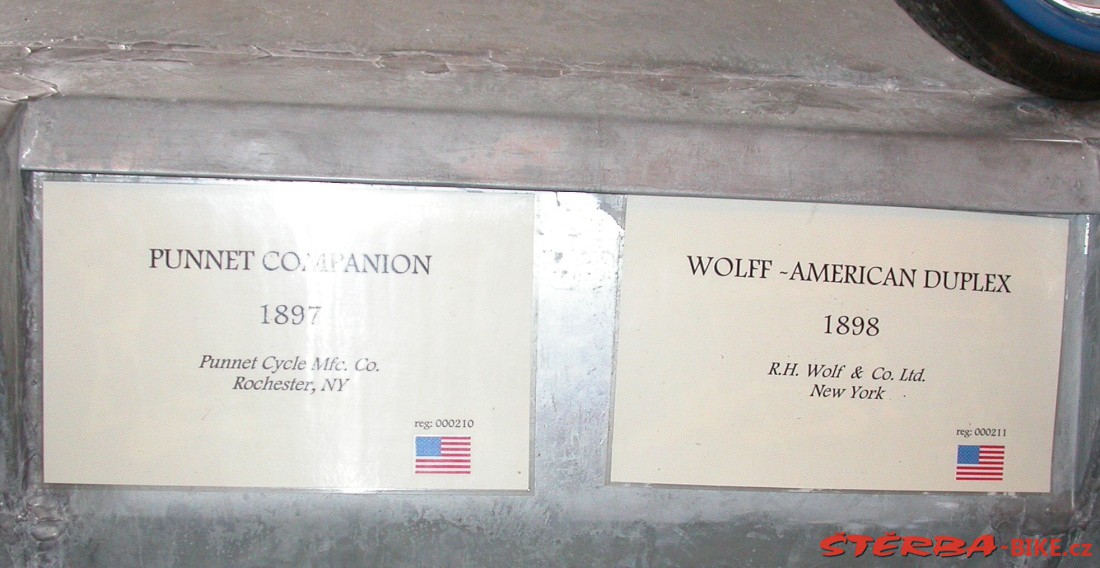 PUNNET COMPANION
1897
Punnet Cycle Mfc. Co.
Rochester, NY
reg: 000210
WOLFF -AMERICAN DUPLEX
1898
R.H. Wolf & Co. Ltd.
New York
reg: 000211
ŠTĚRBA-BIKE.cz